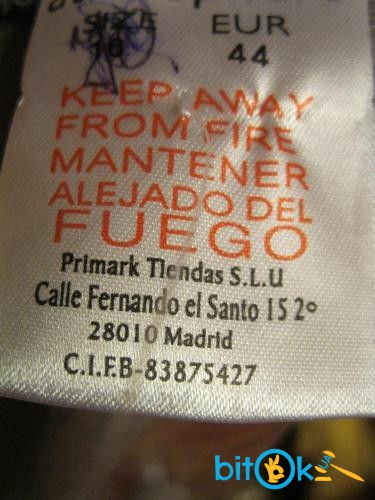 SIZE EUR
16 44
KEEP AWAY
FROM FIRE
MANTENER
ALEJADO DEL
FUEGO
Primark Tiendas S.L.U
Calle Fernando el Santo 15 2º
28010 Madrid
C.I.F.B-83875427
bitOk